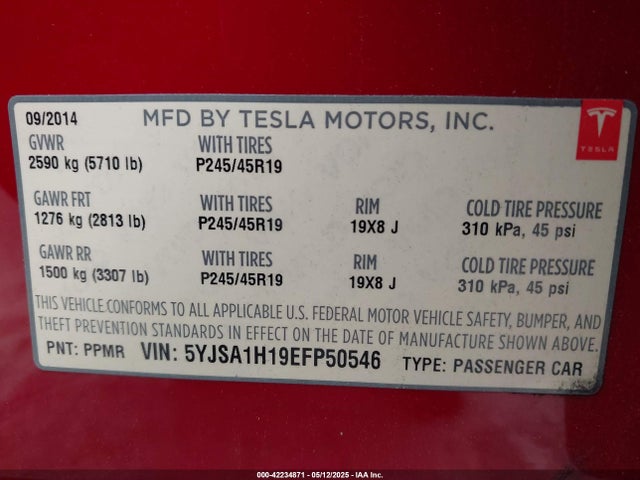 09/2014 MFD BY TESLA MOTORS, INC.
GVWR WITH TIRES
2590 kg (5710 lb) P245/45R19
TESLA
GAWR FRT WITH TIRES RIM COLD TIRE PRESSURE
1276 kg (2813 lb) P245/45R19 19X8 J 310 kPa, 45 psi
GAWR RR WITH TIRES RIM COLD TIRE PRESSURE
1500 kg (3307 lb) P245/45R19 19X8 J 310 kPa, 45 psi
THIS VEHICLE CONFORMS TO ALL APPLICABLE U.S. FEDERAL MOTOR VEHICLE SAFETY, BUMPER, AND
THEFT PREVENTION STANDARDS IN EFFECT ON THE DATE OF MANUFACTURE SHOWN ABOVE.
PNT: PPMR VIN: 5YJSA1H19EFP50546 TYPE: PASSENGER CAR
000-42234871 - 05/12/2025 - IAA Inc.